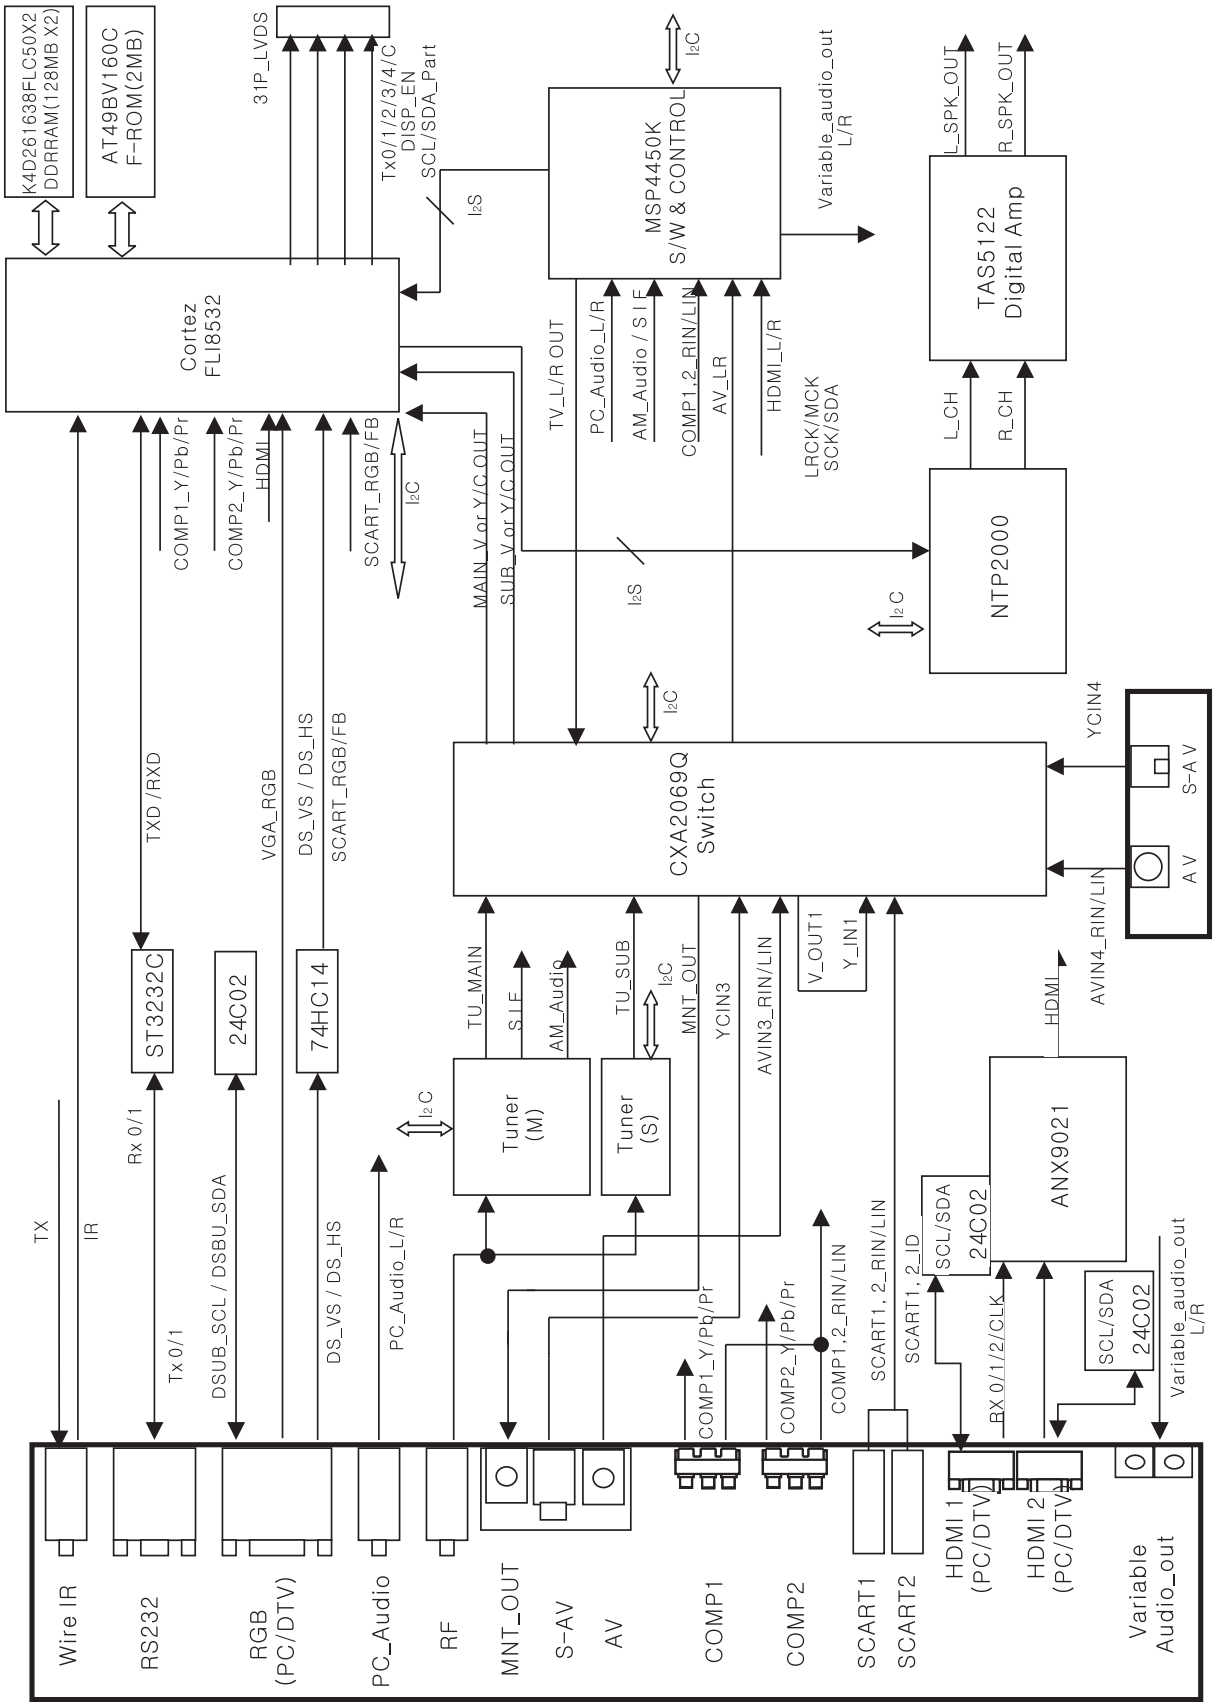 K4D261638FLC50X2
DDRRAM(128MB X2)
AT49BV160C
F-ROM(2MB)
31P_LVDS
Tx0/1/2/3/4/C
DISP_EN
SCL/SDA_Part
I2C
MSP4450K
S/W & CONTROL
Variable_audio_out
L/R
L_SPK_OUT
R_SPK_OUT
TAS5122
Digital Amp
I2S
Cortez
FLI8532
TV_L/R OUT
PC_Audio_L/R
AM_Audio / S I F
COMP1,2_RIN/LIN
AV_LR
HDMI_L/R
LRCK/MCK
SCK/SDA
L_CH
R_CH
COMP1_Y/Pb/Pr
COMP2_Y/Pb/Pr
HDMI
SCART_RGB/FB
I2C
MAIN_V or Y/C OUT
SUB_V or Y/C OUT
I2S
I2 C
NTP2000
TXD /RXD
VGA_RGB
DS_VS / DS_HS
SCART_RGB/FB
I2C
CXA2069Q
Switch
YCIN4
S-A V
A V
AVIN4_RIN/LIN
ST3232C
24C02
74HC14
TU_MAIN
S I F
AM_Audio
TU_SUB
I2C
MNT_OUT
YCIN3
AVIN3_RIN/LIN
V_OUT1
Y_IN1
HDMI
Tuner
(M)
Tuner
(S)
I2 C
ANX9021
SCL/SDA
24C02
SCL/SDA
24C02
TX
IR
Rx 0/1
Tx 0/1
DSUB_SCL / DSBU_SDA
DS_VS / DS_HS
PC_Audio_L/R
COMP1_Y/Pb/Pr
COMP2_Y/Pb/Pr
COMP1,2_RIN/LIN
SCART1, 2_RIN/LIN
SCART1, 2_ID
RX 0/1/2/CLK
Variable_audio_out
L/R
Wire IR
RS232
RGB
(PC/DTV)
PC_Audio
RF
MNT_OUT
S-AV
AV
COMP1
COMP2
SCART1
SCART2
HDMI 1
(PC/DTV)
HDMI 2
(PC/DTV)
Variable
Audio_out